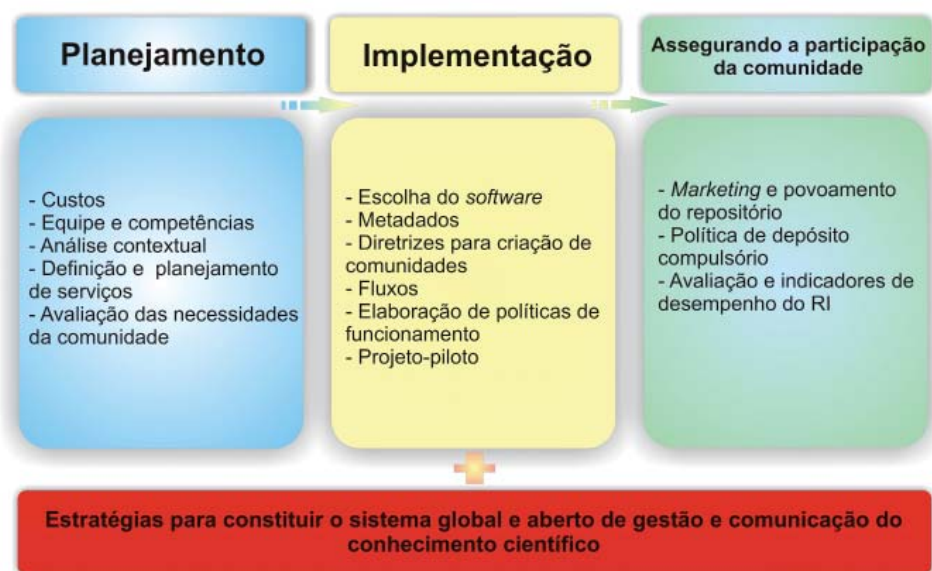 Planejamento
- Custos
- Equipe e competências
- Análise contextual
- Definição e planejamento
de serviços
- Avaliação das necessidades
da comunidade
Implementação
- Escolha do software
- Metadados
- Diretrizes para criação de
comunidades
- Fluxos
- Elaboração de políticas de
funcionamento
- Projeto-piloto
Assegurando a participação
da comunidade
- Marketing e povoamento
do repositório
- Política de depósito
compulsório
- Avaliação e indicadores de
desempenho do RI
+
Estratégias para constituir o sistema global e aberto de gestão e comunicação do
conhecimento científico